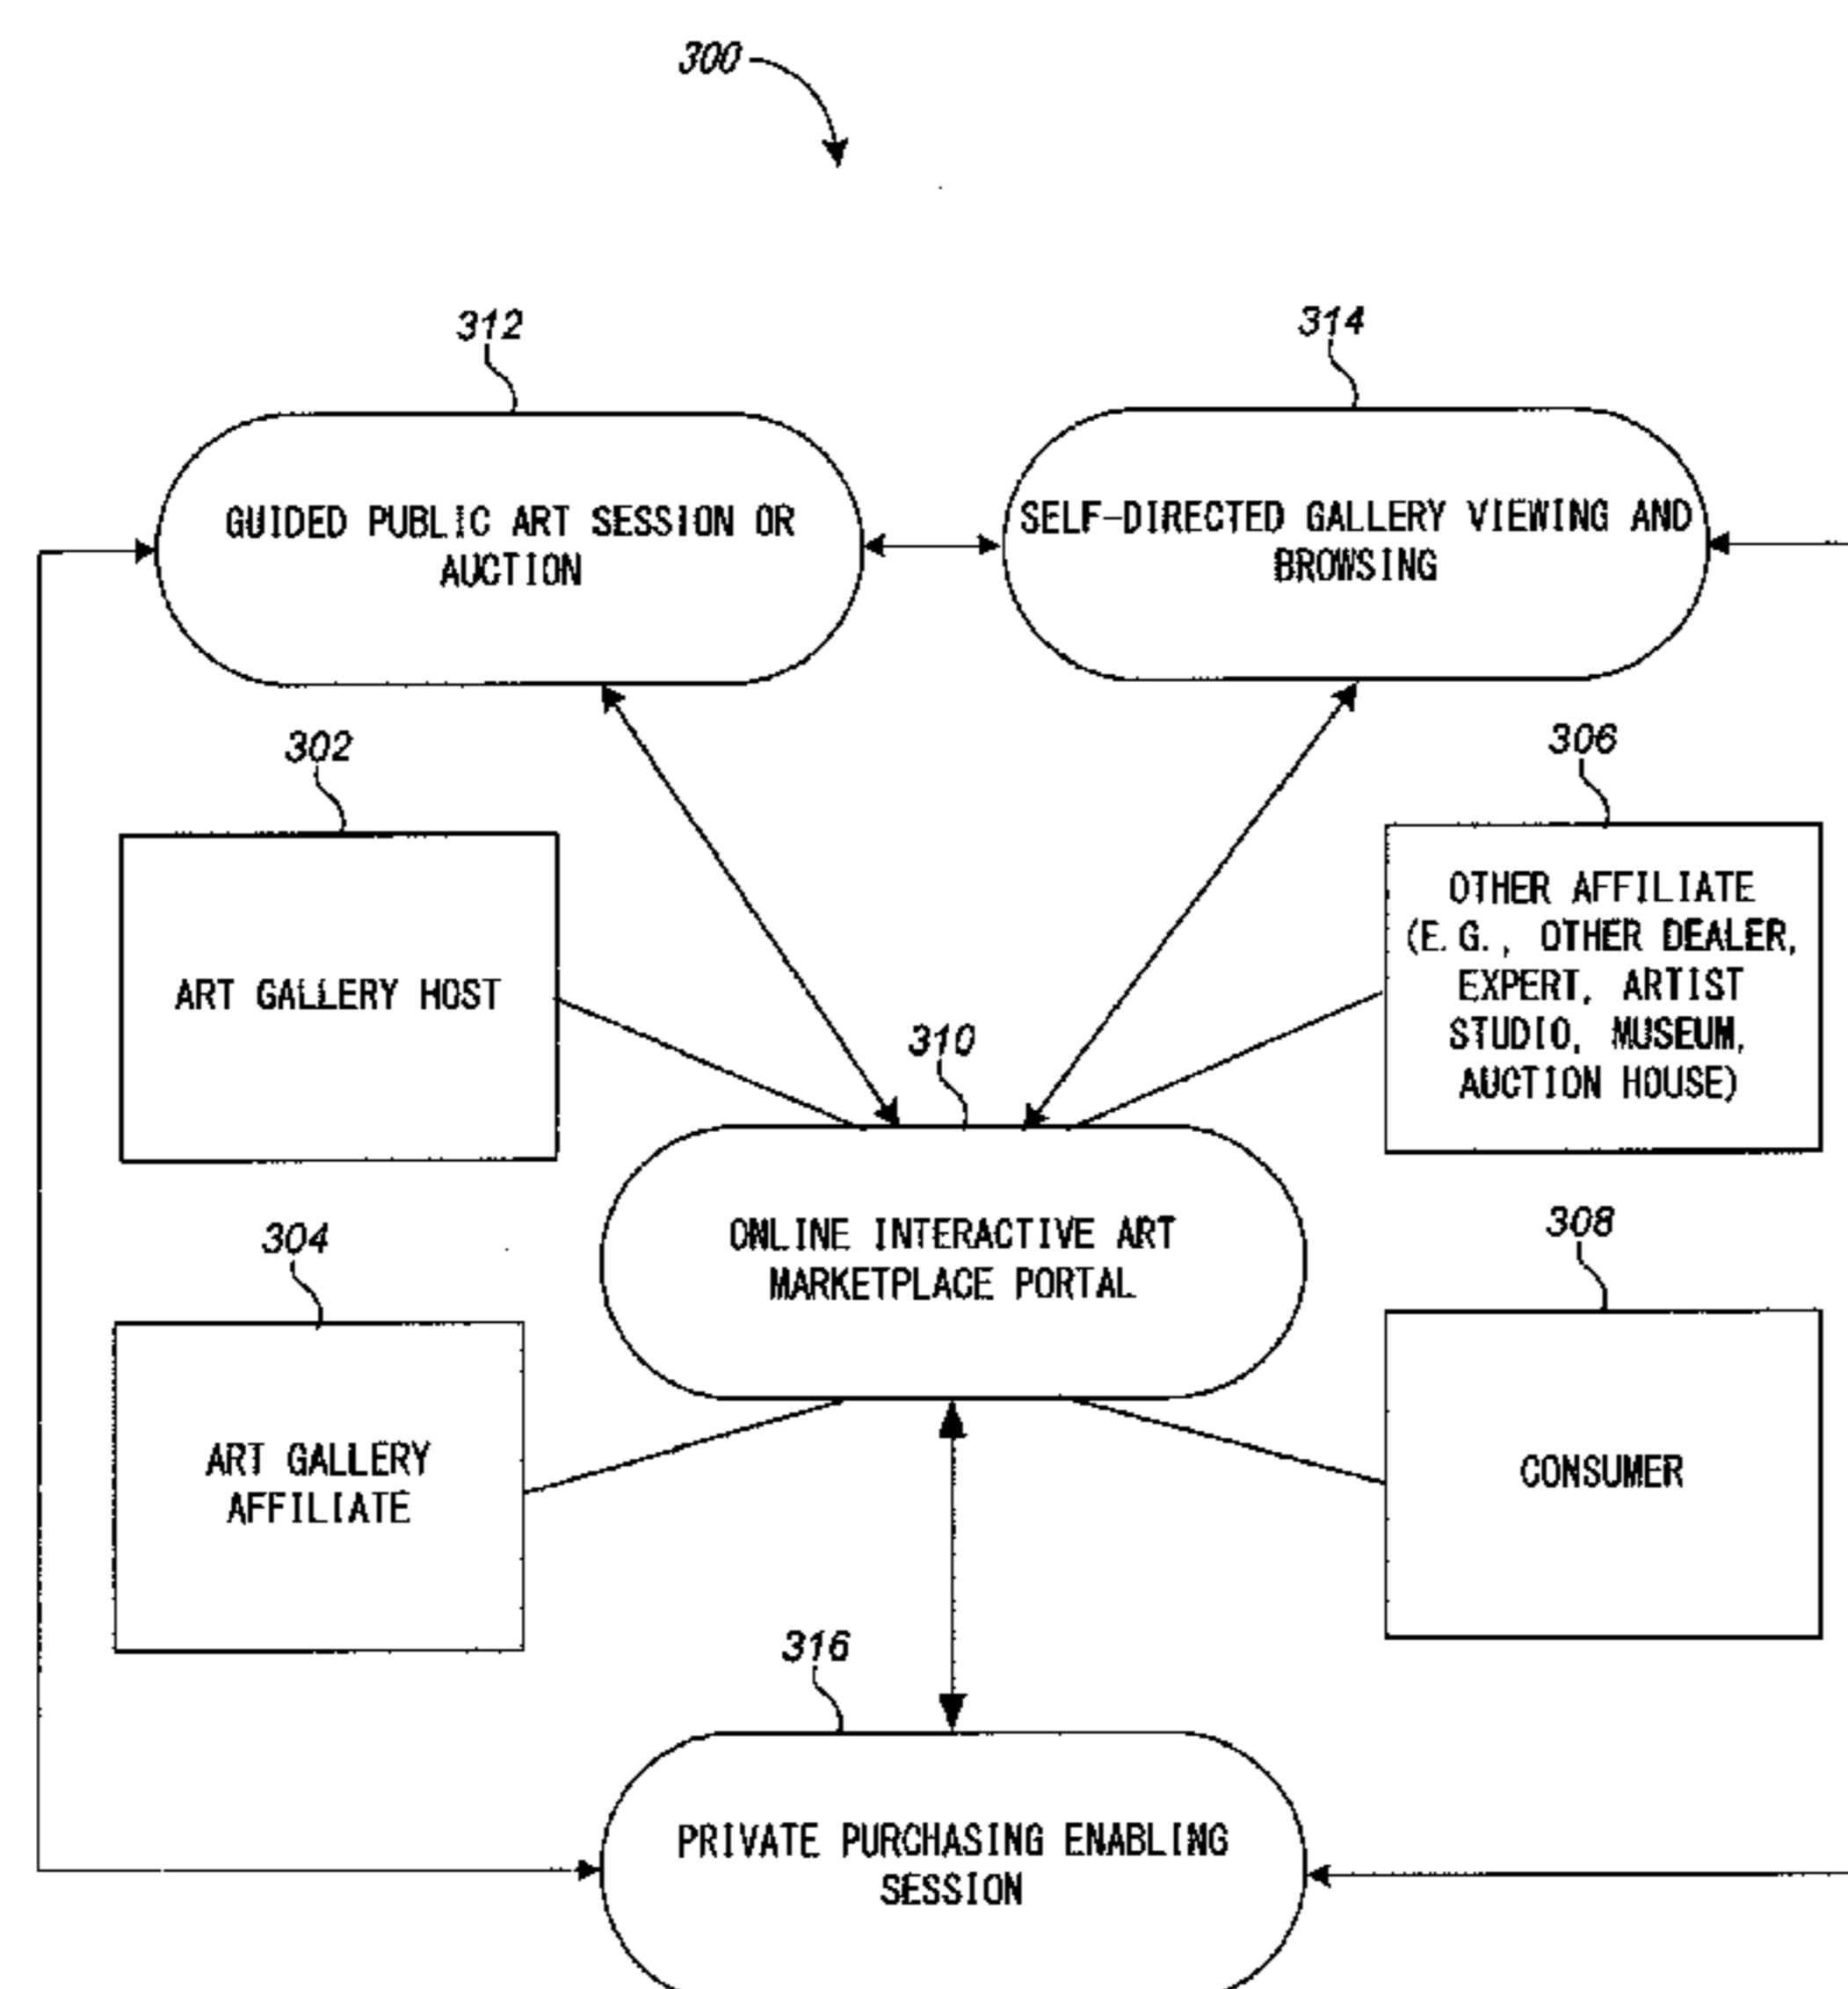 300
312
314
GUIDED PUBLIC ART SESSION OR
AUCTION
SELF-DIRECTED GALLERY VIEWING AND
BROWSING
302
306
ART GALLERY HOST
OTHER AFFILIATE
(E.G., OTHER DEALER,
EXPERT, ARTIST
STUDIO, MUSEUM,
AUCTION HOUSE)
310
ONLINE INTERACTIVE ART
MARKETPLACE PORTAL
304
308
ART GALLERY
AFFILIATE
CONSUMER
316
PRIVATE PURCHASING ENABLING
SESSION